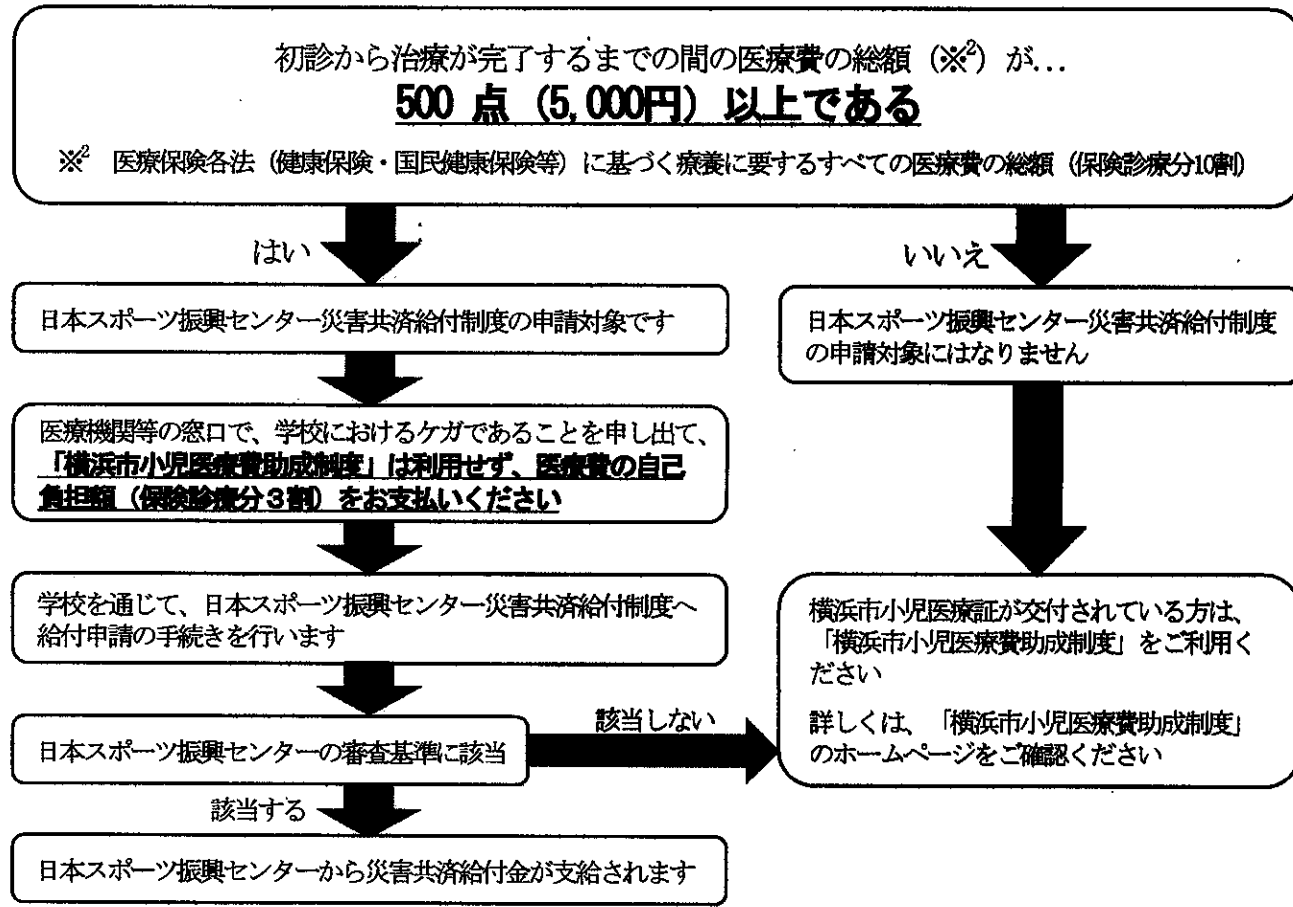 初診から治療が完了するまでの間の医療費の総額（※²）が…
500 点（5,000円）以上である
※² 医療保険各法（健康保険・国民健康保険等）に基づく療養に要するすべての医療費の総額（保険診療分10割）
はい
いいえ
日本スポーツ振興センター災害共済給付制度の申請対象です
日本スポーツ振興センター災害共済給付制度
の申請対象にはなりません
医療機関等の窓口で、学校におけるケガであることを申し出て、
「横浜市小児医療費助成制度」は利用せず、医療費の自己
負担額（保険診療分３割）をお支払いください
学校を通じて、日本スポーツ振興センター災害共済給付制度へ
給付申請の手続きを行います
横浜市小児医療証が交付されている方は、
「横浜市小児医療費助成制度」をご利用く
ださい
詳しくは、「横浜市小児医療費助成制度」
のホームページをご確認ください
日本スポーツ振興センターの審査基準に該当
該当しない
該当する
日本スポーツ振興センターから災害共済給付金が支給されます